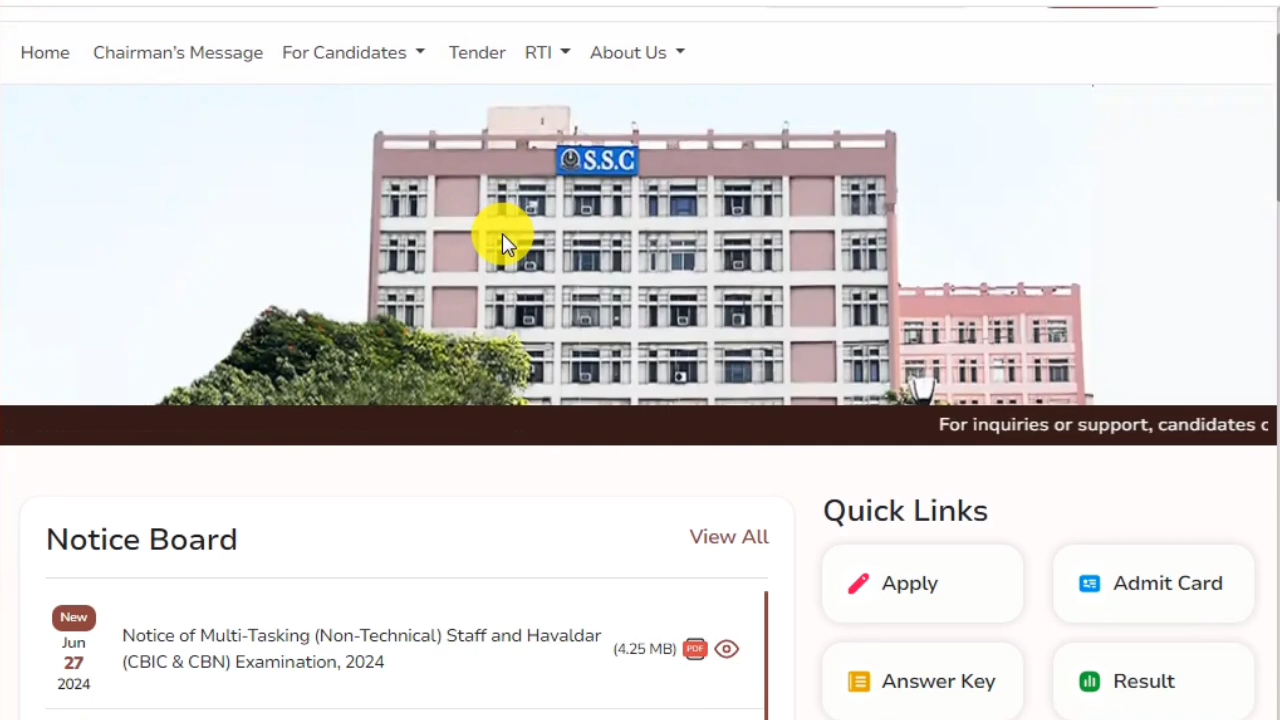 Home Chairman's Message For Candidates Tender RTI About Us
S.S.C
For inquiries or support, candidates
Notice Board
View All
New
Jun
27
2024
Notice of Multi-Tasking (Non-Technical) Staff and Havaldar
(CBIC & CBN) Examination, 2024
(4.25 MB) PDF
Quick Links
Apply
Admit Card
Answer Key
Result